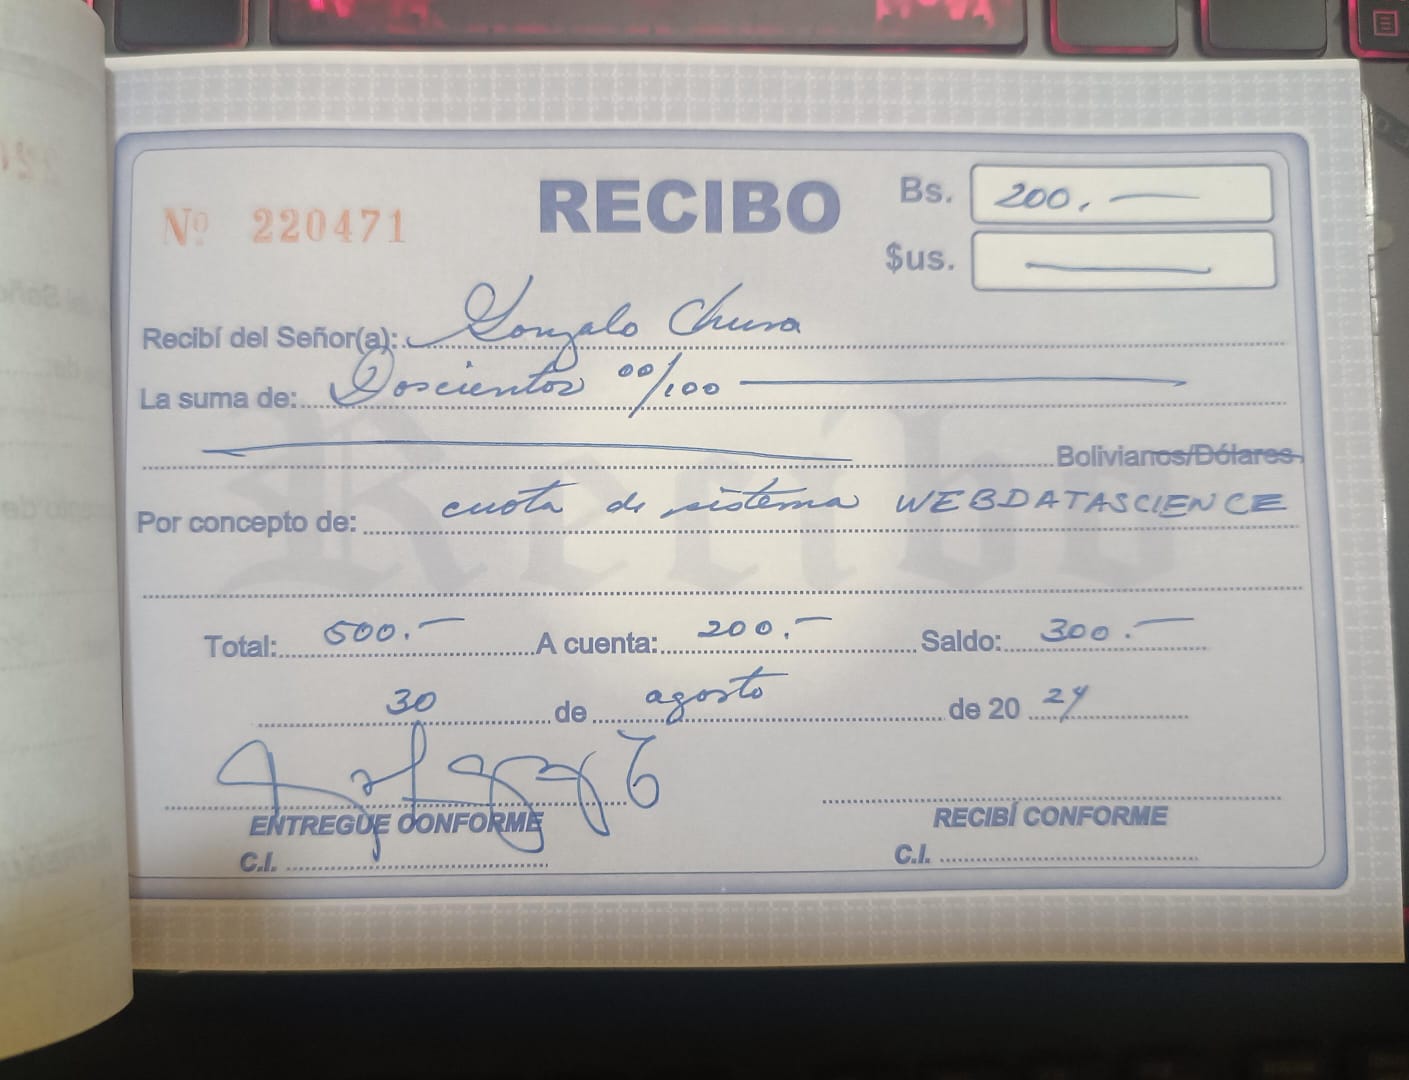 RECIBO
Bs. 200.
Nº 220471
$us.
Recibí del Señor(a): Gonzalo Chura
La suma de: Doscientos 00/100
Bolivianos/Dólares
Por concepto de: cuota de sistema WEBDATASCIENCE
Total: 500.- A cuenta: 200.- Saldo: 300.-
30 de agosto de 20 24
ENTREGUE CONFORME RECIBÍ CONFORME
C.I. C.I.